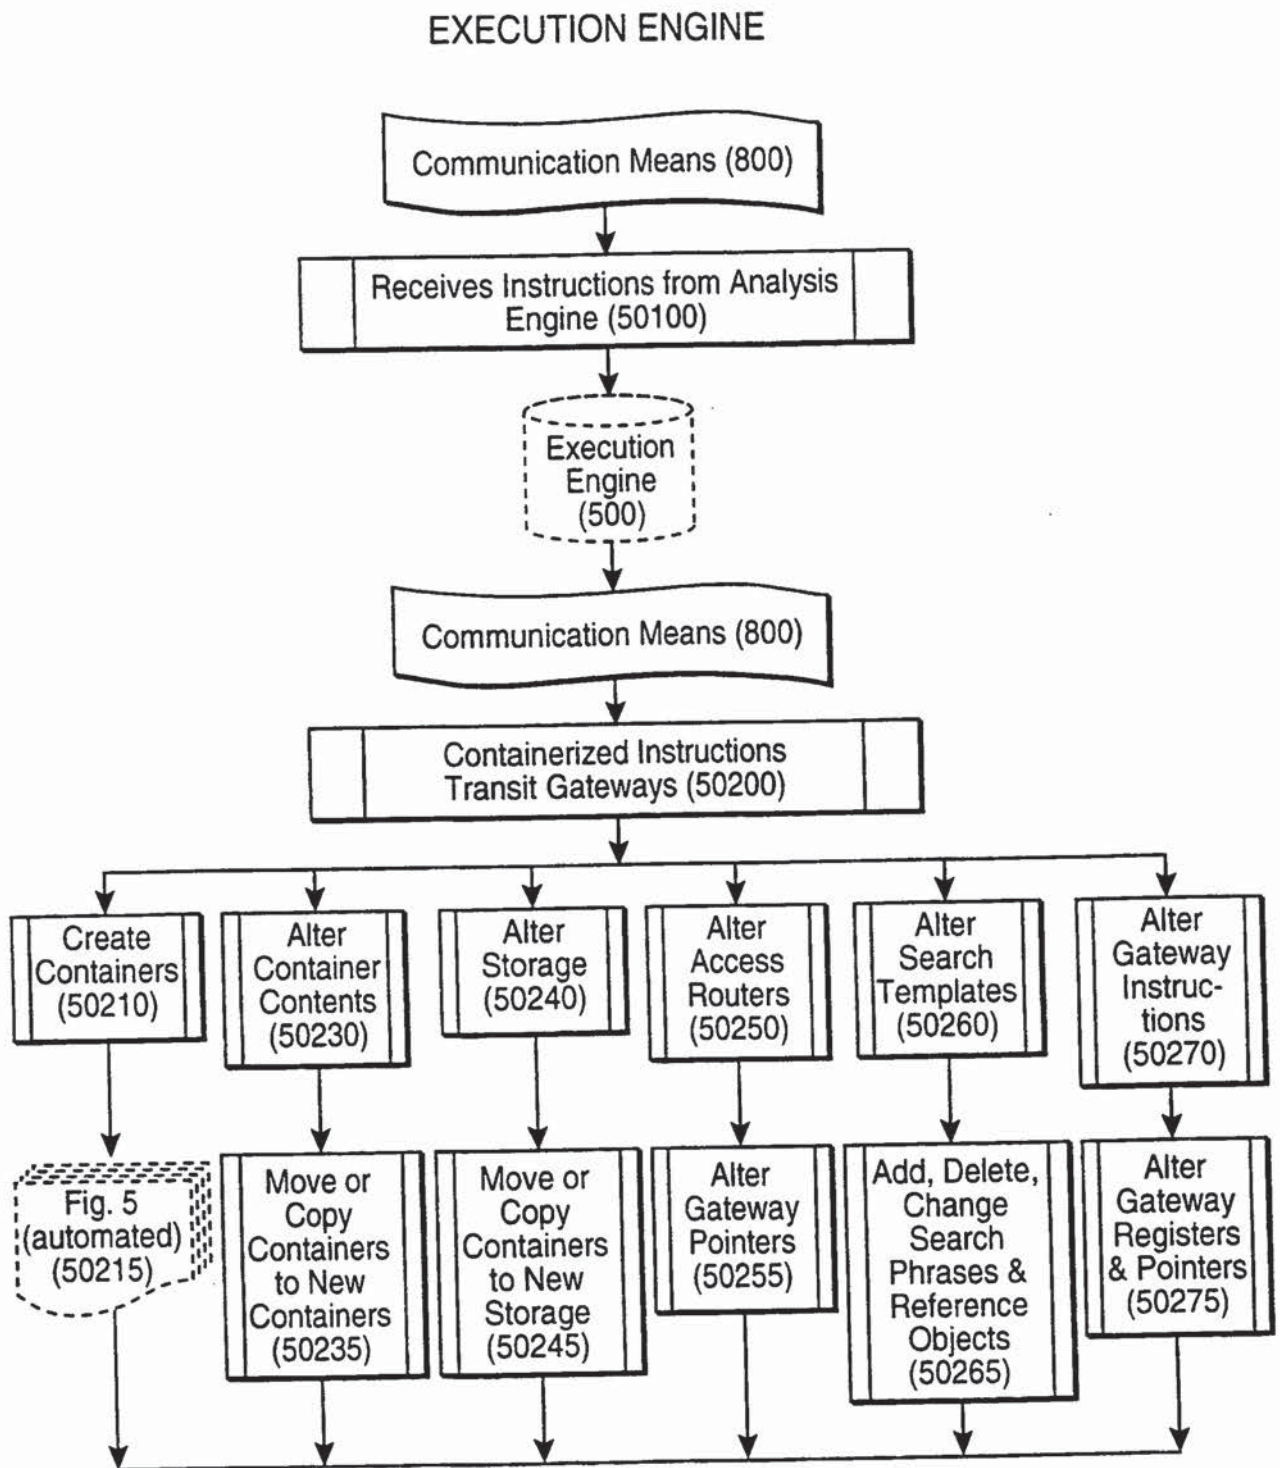 EXECUTION ENGINE
Communication Means (800)
Receives Instructions from Analysis
Engine (50100)
Execution
Engine
(500)
Communication Means (800)
Containerized Instructions
Transit Gateways (50200)
Create
Containers
(50210)
Alter
Container
Contents
(50230)
Alter
Storage
(50240)
Alter
Access
Routers
(50250)
Alter
Search
Templates
(50260)
Alter
Gateway
Instruc-
tions
(50270)
Fig. 5
(automated)
(50215)
Move or
Copy
Containers
to New
Containers
(50235)
Move or
Copy
Containers
to New
Storage
(50245)
Alter
Gateway
Pointers
(50255)
Add, Delete,
Change
Search
Phrases &
Reference
Objects
(50265)
Alter
Gateway
Registers
& Pointers
(50275)